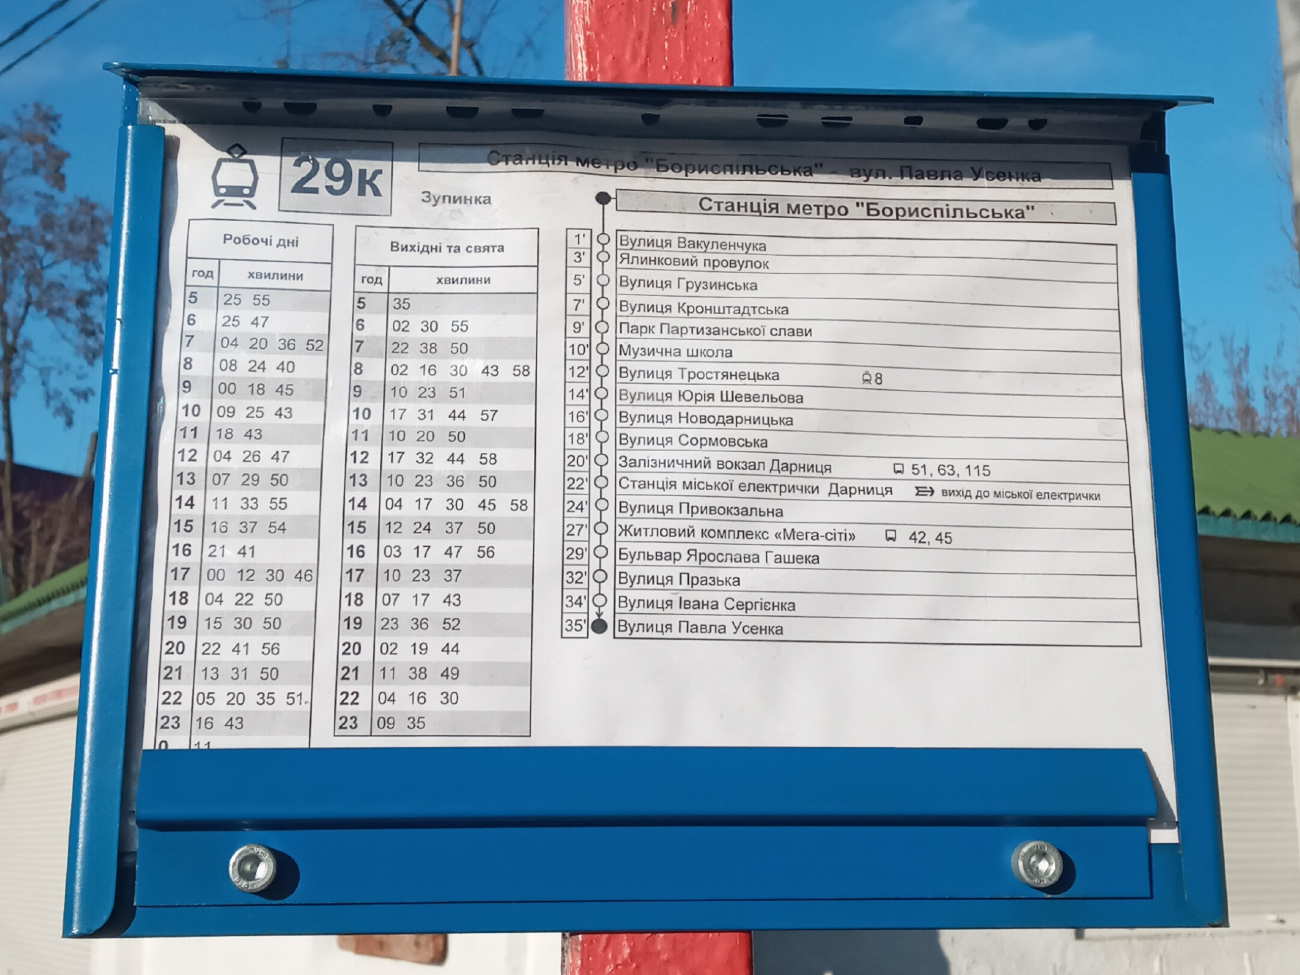 29к
Станція метро "Бориспільська" - вул. Павла Усенка
Зупинка
Станція метро "Бориспільська"
Робочі дні
год хвилини
5 25 55
6 25 47
7 04 20 36 52
8 08 24 40
9 00 18 45
10 09 25 43
11 18 43
12 04 26 47
13 07 29 50
14 11 33 55
15 16 37 54
16 21 41
17 00 12 30 46
18 04 22 50
19 15 30 50
20 22 41 56
21 13 31 50
22 05 20 35 51
23 16 43
0 11
Вихідні та свята
год хвилини
5 35
6 02 30 55
7 22 38 50
8 02 16 30 43 58
9 10 23 51
10 17 31 44 57
11 10 20 50
12 17 32 44 58
13 10 23 36 50
14 04 17 30 45 58
15 12 24 37 50
16 03 17 47 56
17 10 23 37
18 07 17 43
19 23 36 52
20 02 19 44
21 11 38 49
22 04 16 30
23 09 35
1' Вулиця Вакуленчука
3' Ялинковий провулок
5' Вулиця Грузинська
7' Вулиця Кронштадтська
9' Парк Партизанської слави
10' Музична школа
12' Вулиця Тростянецька 8
14' Вулиця Юрія Шевельова
16' Вулиця Новодарницька
18' Вулиця Сормовська
20' Залізничний вокзал Дарниця 51, 63, 115
22' Станція міської електрички Дарниця вихід до міської електрички
24' Вулиця Привокзальна
27' Житловий комплекс «Мега-сіті» 42, 45
29' Бульвар Ярослава Гашека
32' Вулиця Празька
34' Вулиця Івана Сергієнка
35' Вулиця Павла Усенка